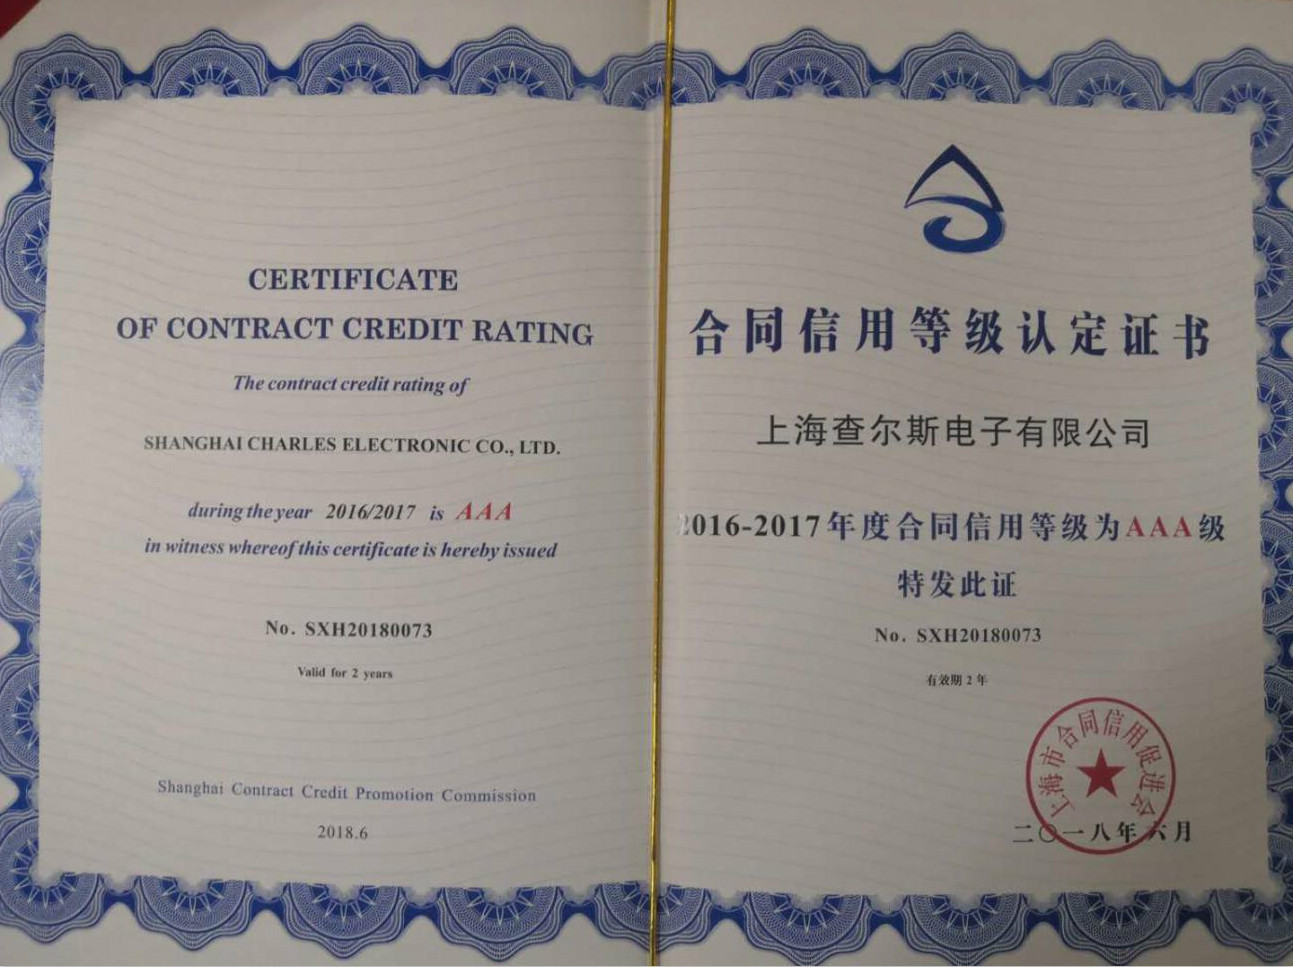 CERTIFICATE
OF CONTRACT CREDIT RATING
The contract credit rating of
SHANGHAI CHARLES ELECTRONIC CO., LTD.
during the year 2016/2017 is AAA
in witness whereof this certificate is hereby issued
No. SXH20180073
Valid for 2 years
Shanghai Contract Credit Promotion Commission
2018.6
合同信用等级认定证书
上海查尔斯电子有限公司
2016-2017年度合同信用等级为AAA级
特发此证
No. SXH20180073
有效期 2 年
上海市合同信用促进会
二〇一八年六月